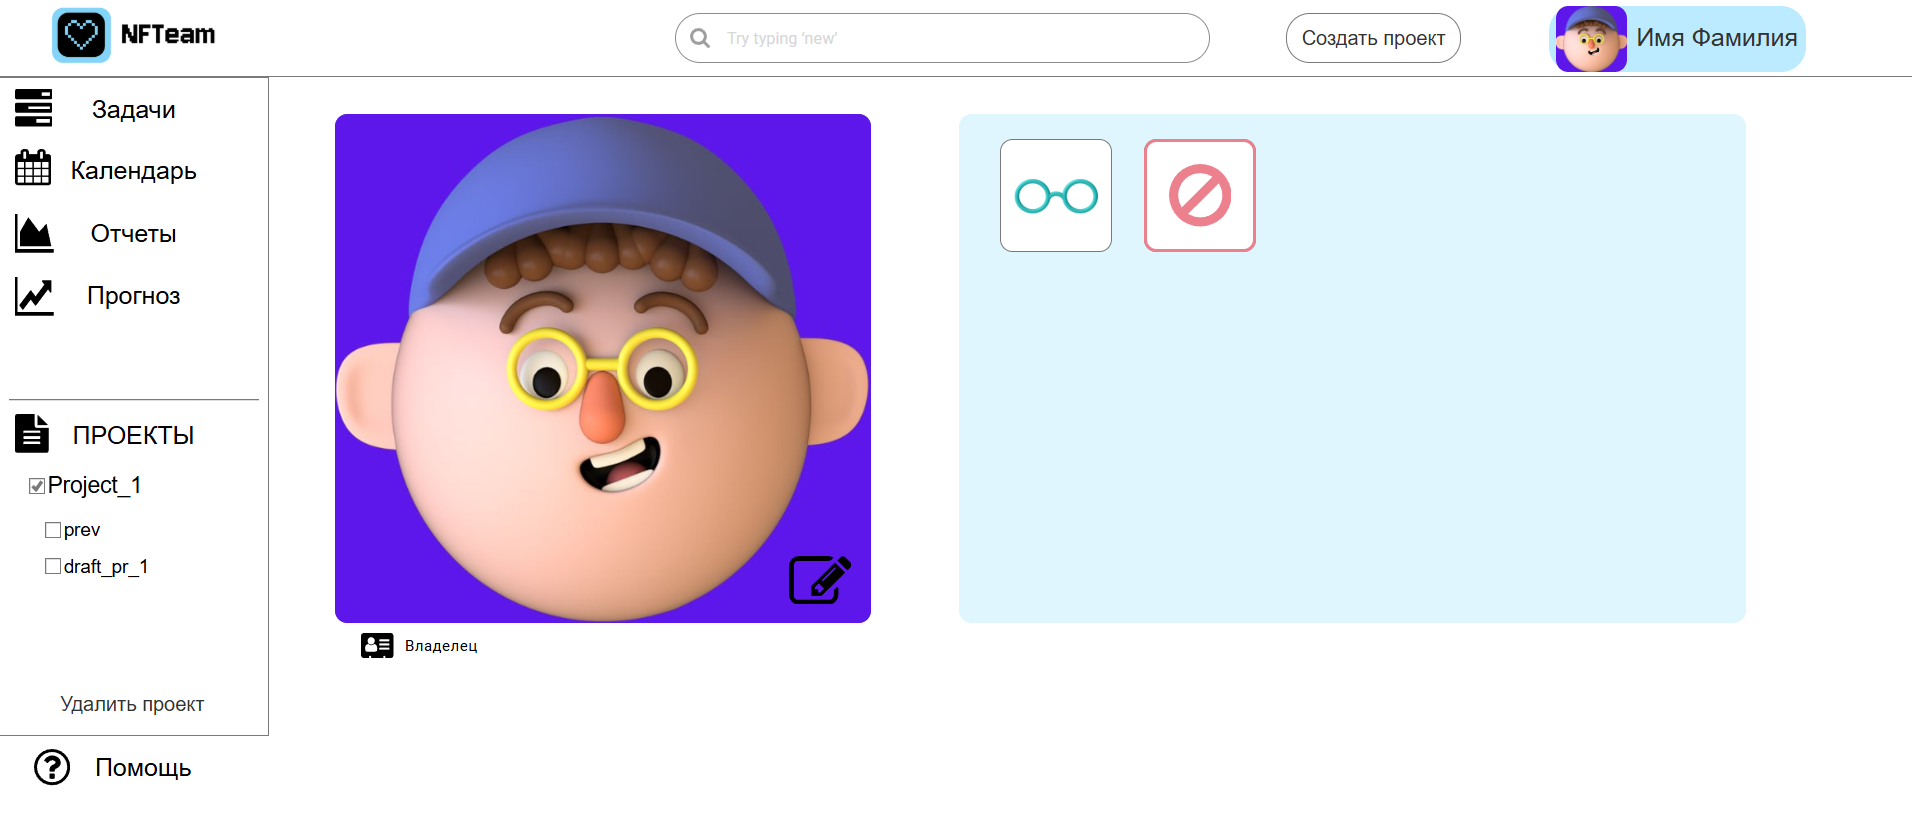 NFTeam
Try typing ‘new’
Создать проект
Имя Фамилия
Задачи
Календарь
Отчеты
Прогноз
ПРОЕКТЫ
Project_1
prev
draft_pr_1
Удалить проект
Помощь
Владелец